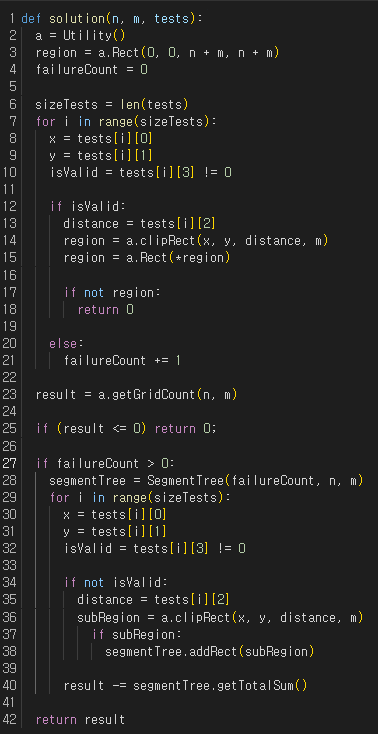 1 def solution(n, m, tests):
2 a = Utility()
3 region = a.Rect(0, 0, n + m, n + m)
4 failureCount = 0
5
6 sizeTests = len(tests)
7 for i in range(sizeTests):
8 x = tests[i][0]
9 y = tests[i][1]
10 isValid = tests[i][3] != 0
11
12 if isValid:
13 distance = tests[i][2]
14 region = a.clipRect(x, y, distance, m)
15 region = a.Rect(*region)
16
17 if not region:
18 return 0
19
20 else:
21 failureCount += 1
22
23 result = a.getGridCount(n, m)
24
25 if (result <= 0) return 0;
26
27 if failureCount > 0:
28 segmentTree = SegmentTree(failureCount, n, m)
29 for i in range(sizeTests):
30 x = tests[i][0]
31 y = tests[i][1]
32 isValid = tests[i][3] != 0
33
34 if not isValid:
35 distance = tests[i][2]
36 subRegion = a.clipRect(x, y, distance, m)
37 if subRegion:
38 segmentTree.addRect(subRegion)
39
40 result -= segmentTree.getTotalSum()
41
42 return result